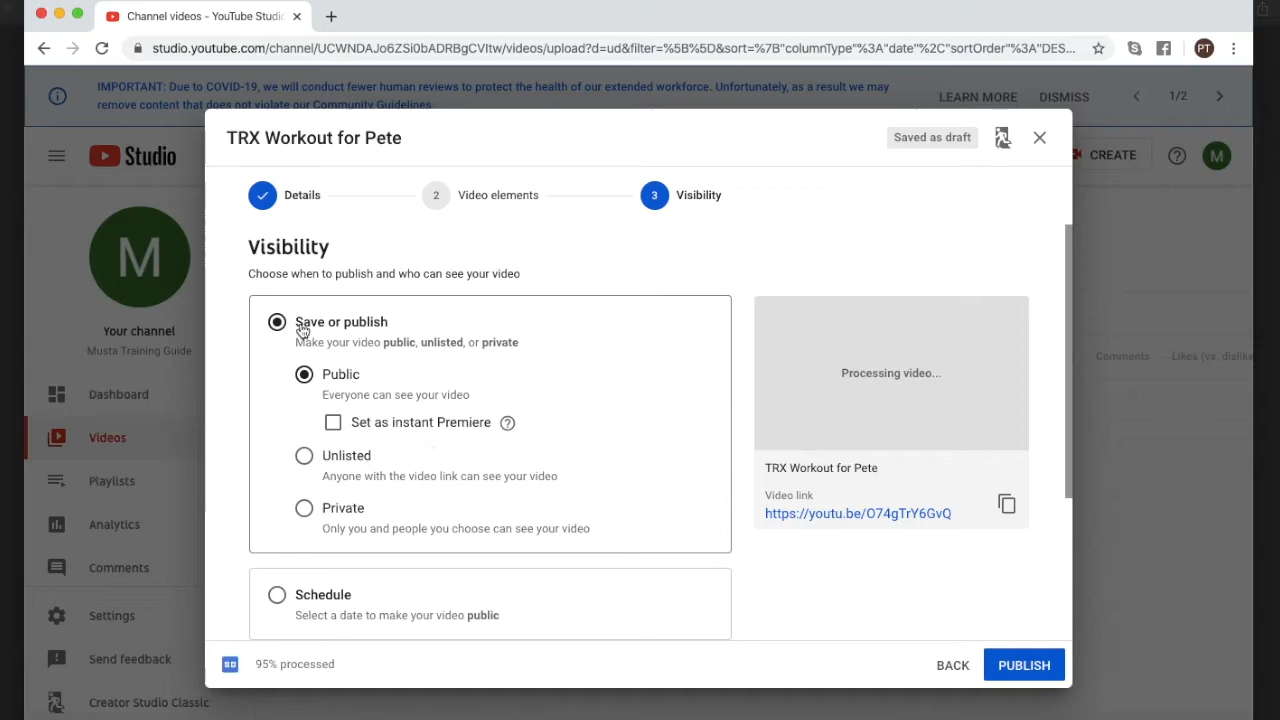 Channel videos - YouTube Studio
studio.youtube.com/channel/UCWNDAJo6ZSi0bADRBgCVItw/videos/upload?d=ud&filter=%5B%5D&sort=%7B"columnType"%3A"date"%2C"sortOrder"%3A"DES...
PT
IMPORTANT: Due to COVID-19, we will conduct fewer human reviews to protect the health of our extended workforce. Unfortunately, as a result we may
remove content that does not violate our Community Guidelines
LEARN MORE
DISMISS
1/2
Studio
CREATE
M
TRX Workout for Pete
Saved as draft
Details
2
Video elements
3
Visibility
M
Your channel
Musta Training Guide
Dashboard
Videos
Playlists
Analytics
Comments
Settings
Send feedback
Creator Studio Classic
Visibility
Choose when to publish and who can see your video
Save or publish
Make your video public, unlisted, or private
Public
Everyone can see your video
Set as instant Premiere
Unlisted
Anyone with the video link can see your video
Private
Only you and people you choose can see your video
Schedule
Select a date to make your video public
Processing video...
TRX Workout for Pete
Video link
https://youtu.be/O74gTrY6GvQ
Comments
Likes (vs. dislike
SD
95% processed
BACK
PUBLISH